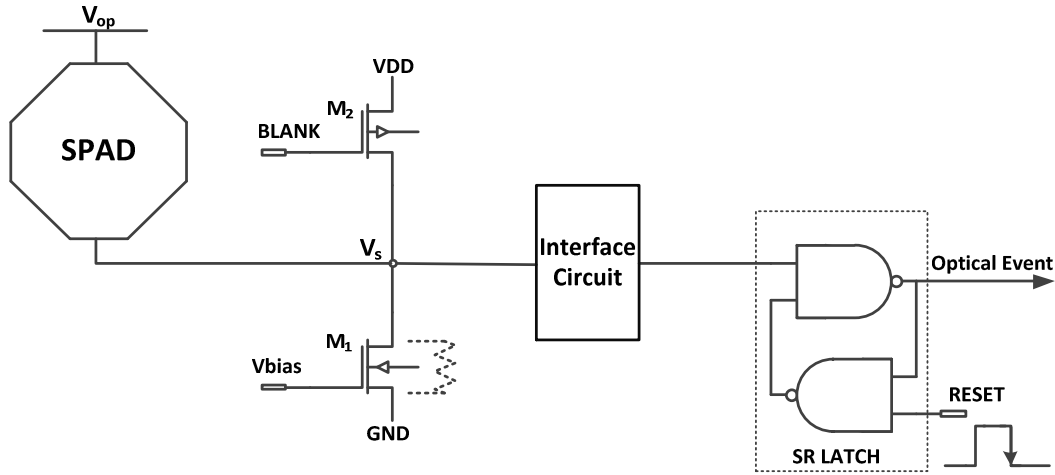 Vop
SPAD
VDD
M2
BLANK
Vs
Interface
Circuit
Optical Event
M1
Vbias
GND
RESET
SR LATCH